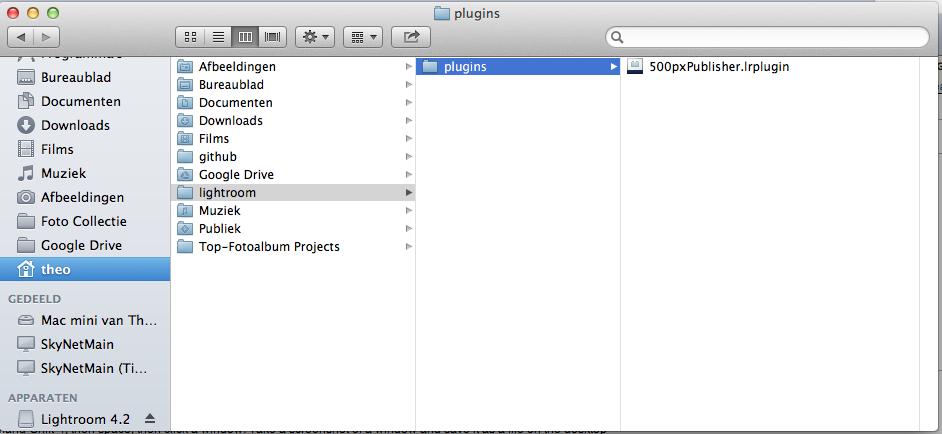 plugins
Bureaublad
Documenten
Downloads
Films
Muziek
Afbeeldingen
Foto Collectie
Google Drive
theo
GEDEELD
Mac mini van Th...
SkyNetMain
SkyNetMain (Ti...
APPARATEN
Lightroom 4.2
Afbeeldingen
Bureaublad
Documenten
Downloads
Films
github
Google Drive
lightroom
Muziek
Publiek
Top-Fotoalbum Projects
plugins
500pxPublisher.lrplugin